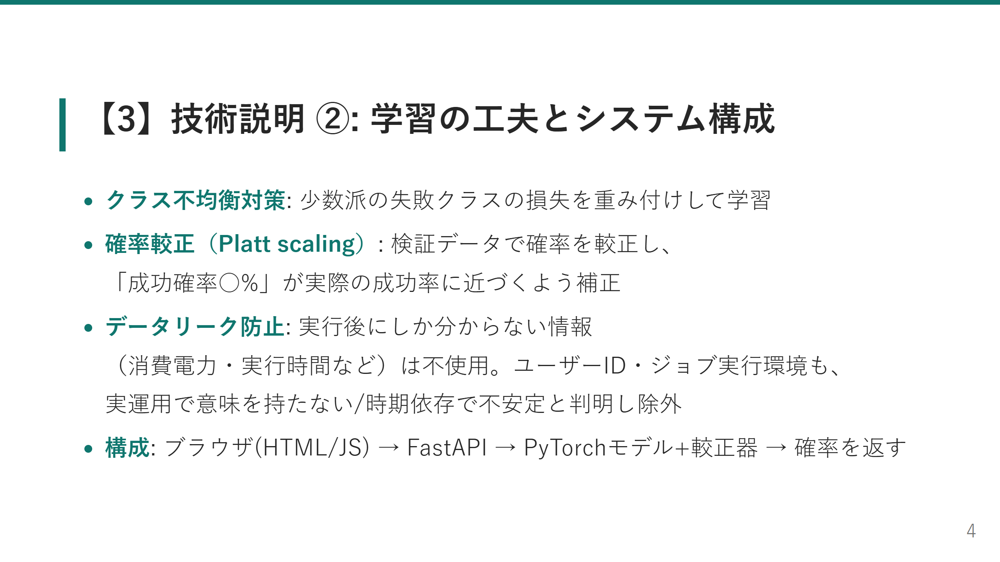 【3】技術説明 ②: 学習の工夫とシステム構成
• クラス不均衡対策: 少数派の失敗クラスの損失を重み付けして学習
• 確率較正（Platt scaling）: 検証データで確率を較正し、
「成功確率○%」が実際の成功率に近づくよう補正
• データリーク防止: 実行後にしか分からない情報
（消費電力・実行時間など）は不使用。ユーザーID・ジョブ実行環境も、
実運用で意味を持たない/時期依存で不安定と判明し除外
• 構成: ブラウザ(HTML/JS) → FastAPI → PyTorchモデル+較正器 → 確率を返す
4